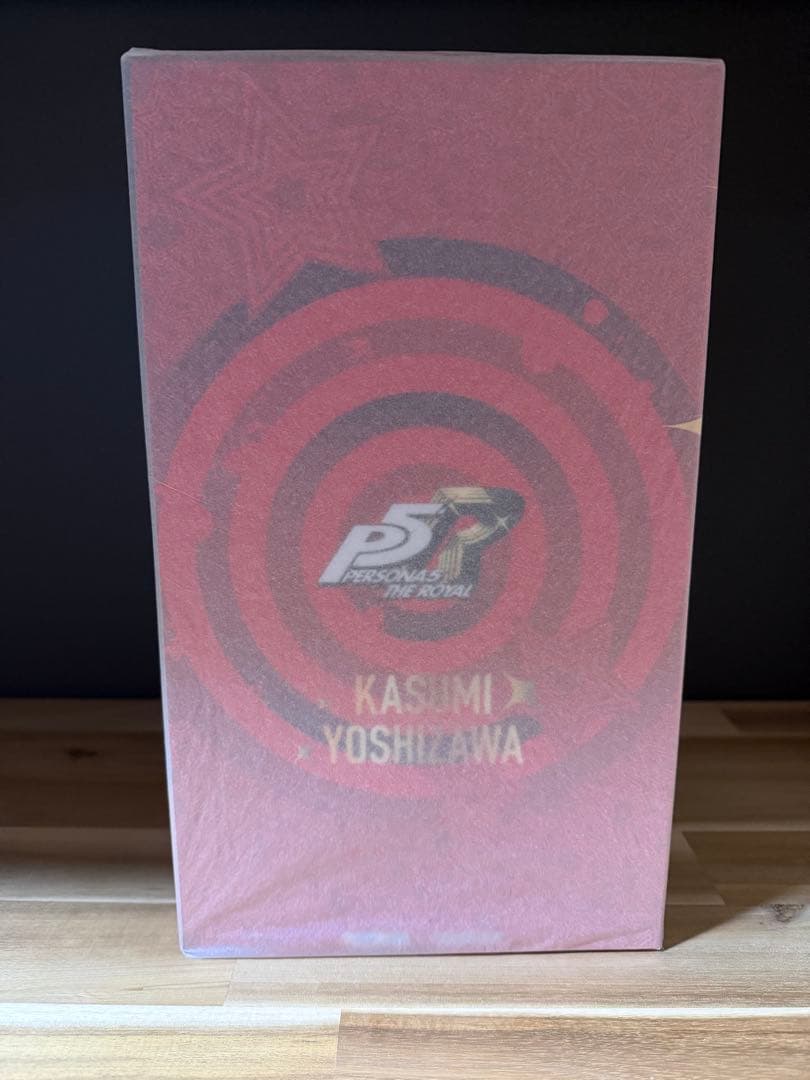 P5R
PERSONA5
THE ROYAL
KASUMI
YOSHIZAWA